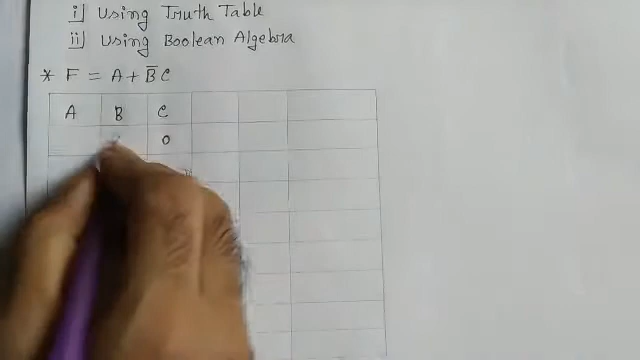 i] Using Truth Table
ii] Using Boolean Algebra
* F = A + B̅ C
A B C
0